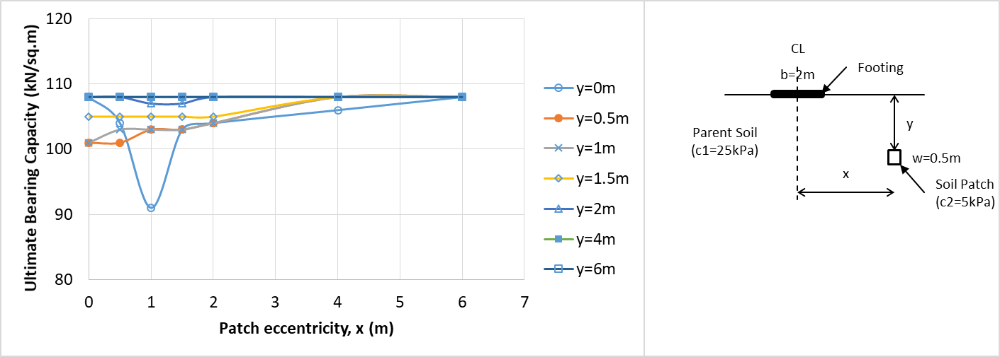 120
110
100
90
80
Ultimate Bearing Capacity (kN/sq.m)
0 1 2 3 4 5 6 7
Patch eccentricity, x (m)
y=0m
y=0.5m
y=1m
y=1.5m
y=2m
y=4m
y=6m
CL
b=2m
Footing
Parent Soil
(c1=25kPa)
y
w=0.5m
x
Soil Patch
(c2=5kPa)